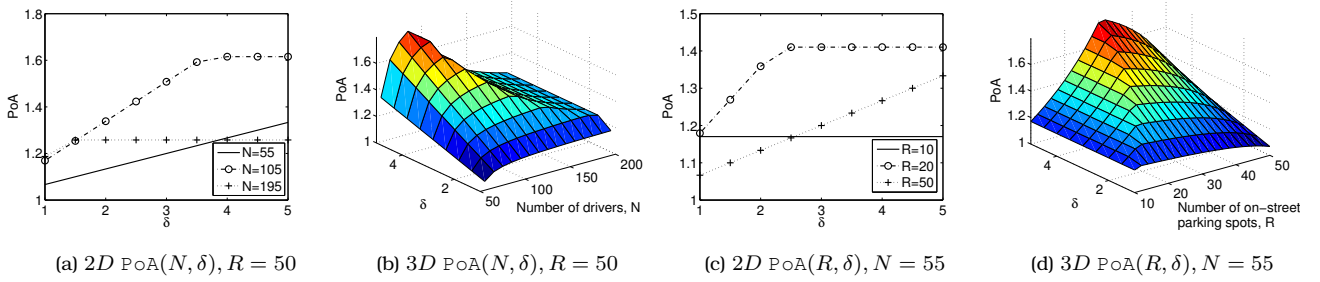 1.8
1.6
1.4
1.2
1
PoA
1
2
3
4
5
δ
N=55
N=105
N=195
1.6
1.4
1.2
1
PoA
4
2
δ
50
100
150
200
Number of drivers, N
1.5
1.4
1.3
1.2
1.1
1
PoA
1
2
3
4
5
δ
R=10
R=20
R=50
1.6
1.4
1.2
1
PoA
4
2
δ
10
20
30
40
50
Number of on−street
parking spots, R
(a) 2D PoA(N, δ), R = 50
(b) 3D PoA(N, δ), R = 50
(c) 2D PoA(R, δ), N = 55
(d) 3D PoA(R, δ), N = 55